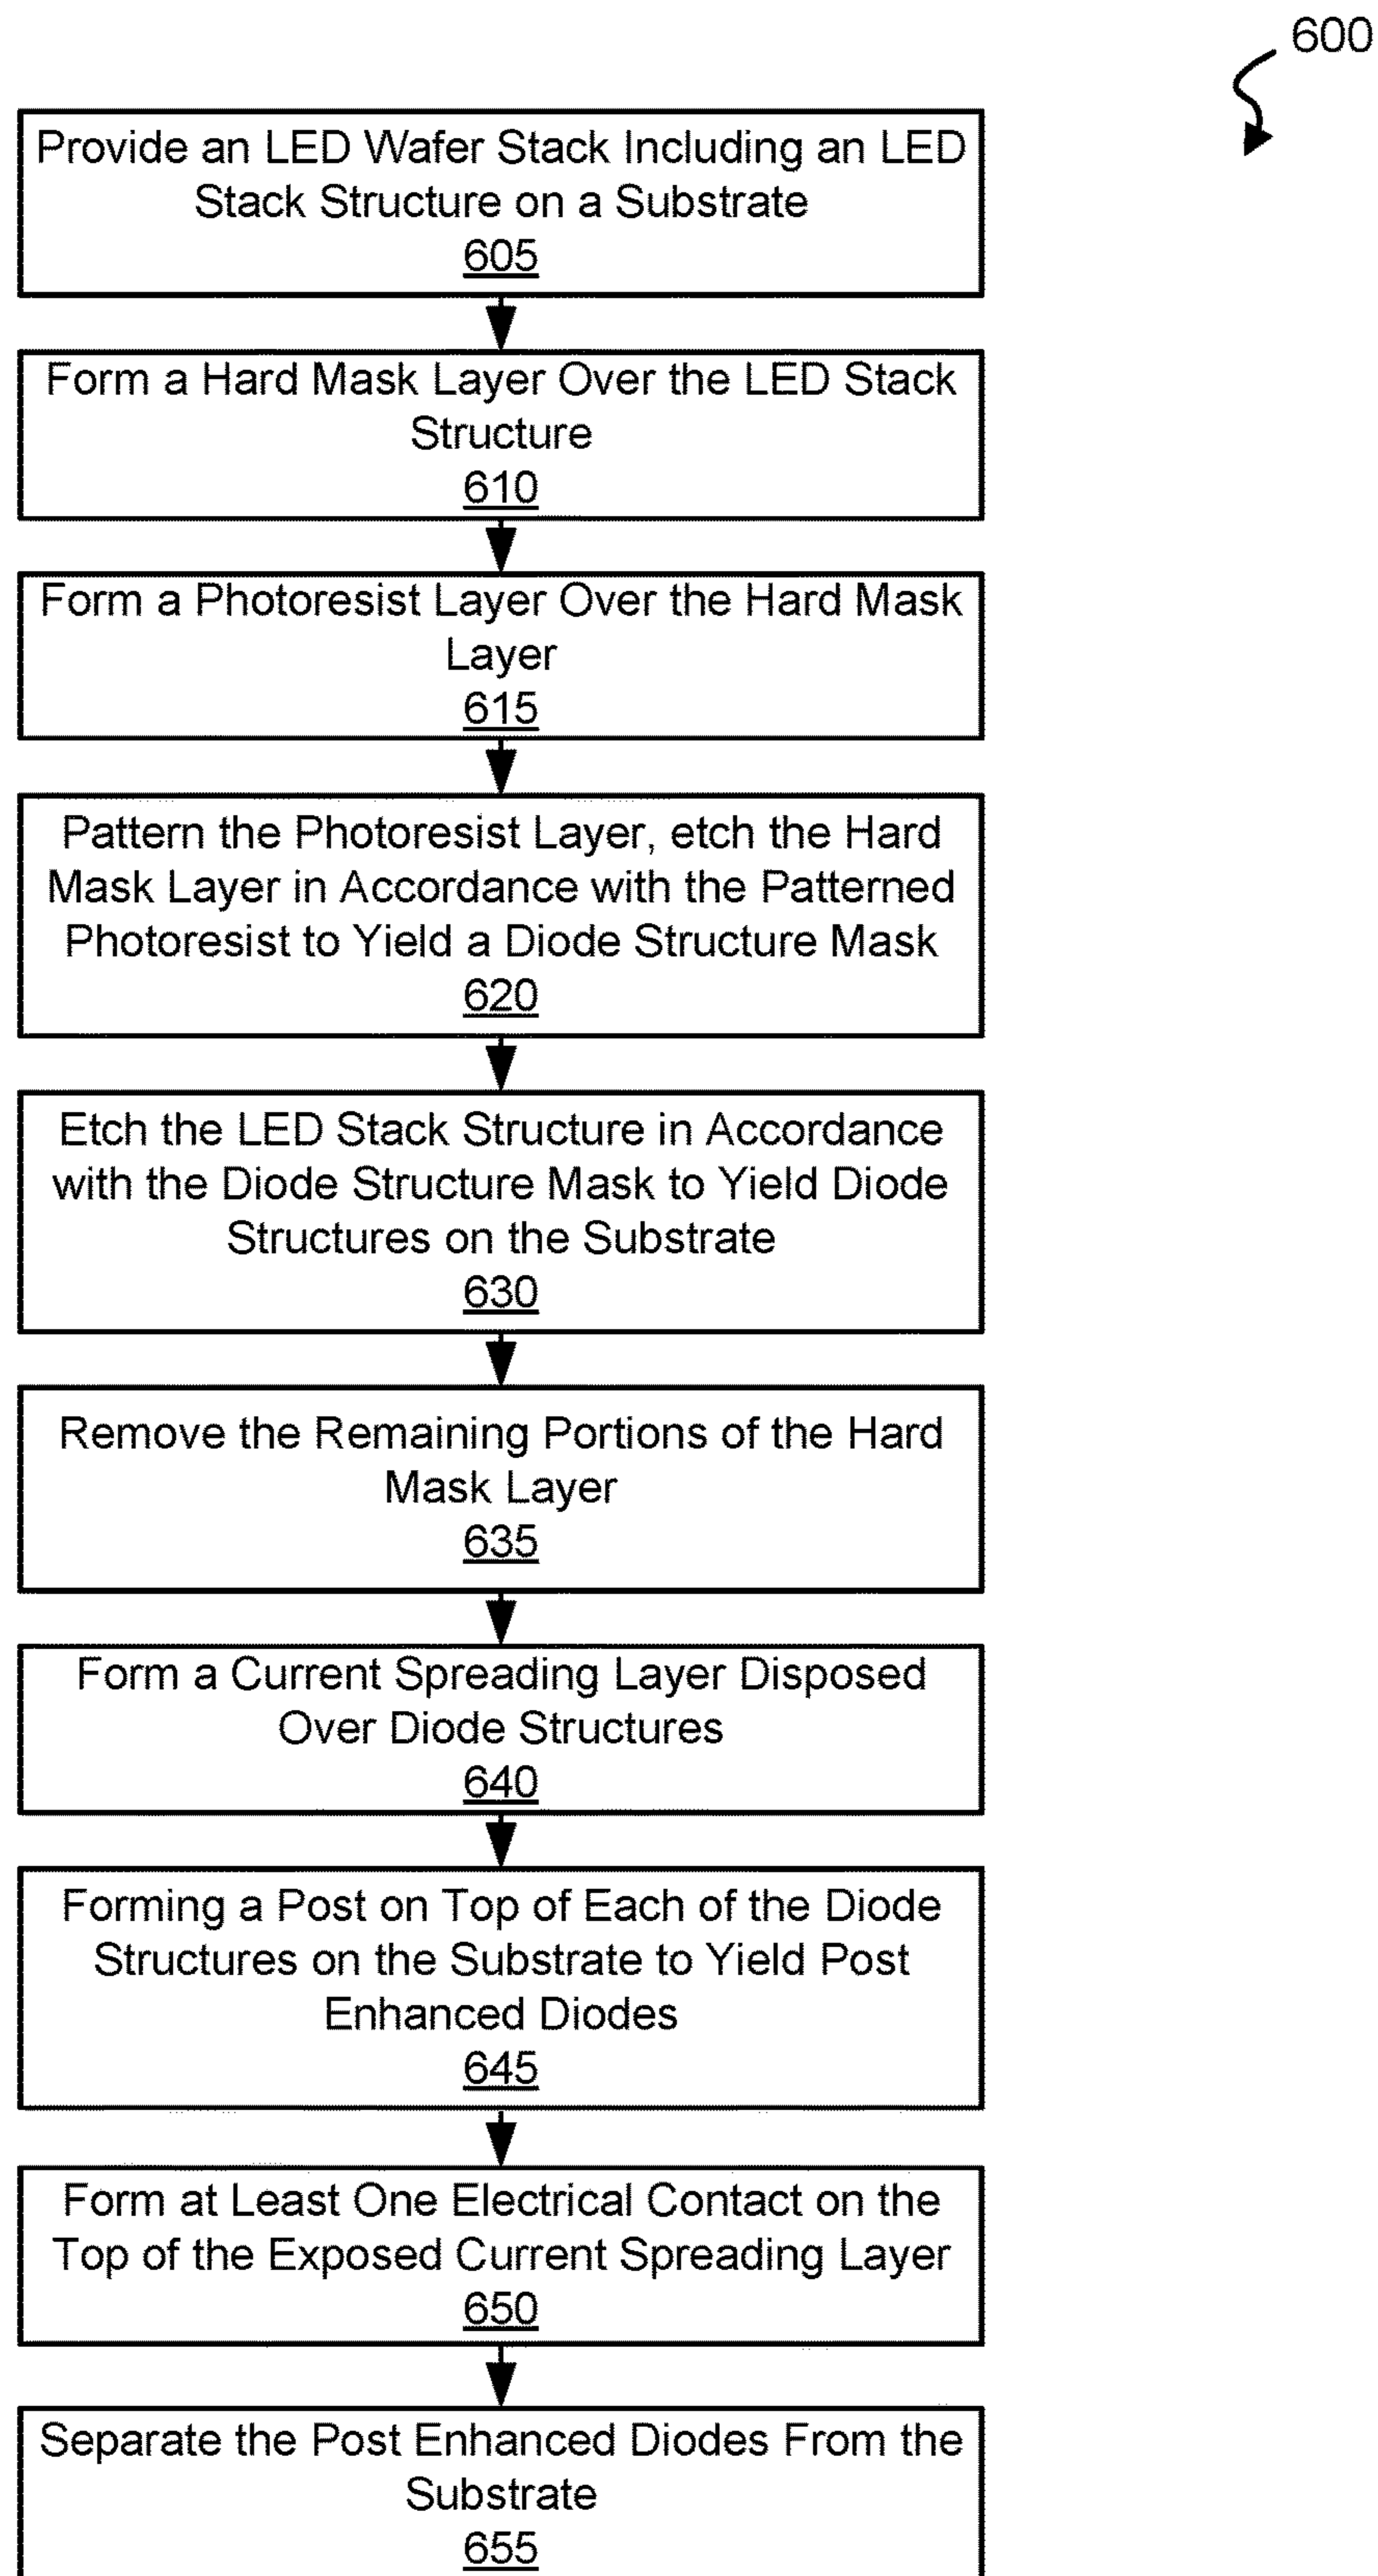 600
Provide an LED Wafer Stack Including an LED
Stack Structure on a Substrate
605
Form a Hard Mask Layer Over the LED Stack
Structure
610
Form a Photoresist Layer Over the Hard Mask
Layer
615
Pattern the Photoresist Layer, etch the Hard
Mask Layer in Accordance with the Patterned
Photoresist to Yield a Diode Structure Mask
620
Etch the LED Stack Structure in Accordance
with the Diode Structure Mask to Yield Diode
Structures on the Substrate
630
Remove the Remaining Portions of the Hard
Mask Layer
635
Form a Current Spreading Layer Disposed
Over Diode Structures
640
Forming a Post on Top of Each of the Diode
Structures on the Substrate to Yield Post
Enhanced Diodes
645
Form at Least One Electrical Contact on the
Top of the Exposed Current Spreading Layer
650
Separate the Post Enhanced Diodes From the
Substrate
655